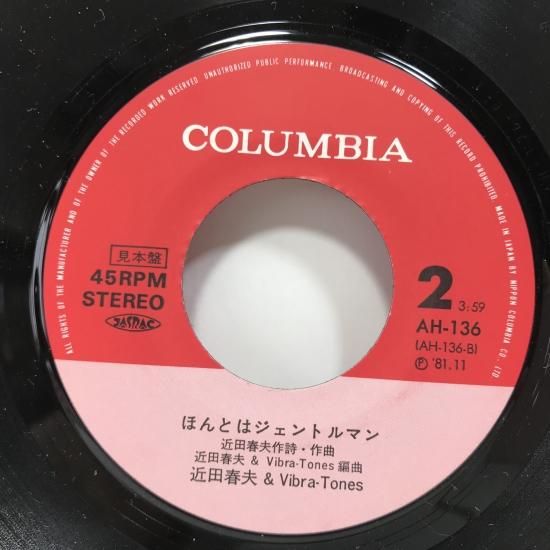 ALL RIGHTS OF THE MANUFACTURER AND OF THE OWNER OF THE RECORDED WORK RESERVED. UNAUTHORIZED PUBLIC PERFORMANCE. BROADCASTING AND COPYING OF THIS RECORD PROHIBITED. MADE IN JAPAN BY NIPPON COLUMBIA CO., LTD.
COLUMBIA
見本盤
45RPM
STEREO
JASRAC
2 3:59
AH-136
(AH-136-B)
Ⓟ '81.11
ほんとはジェントルマン
近田春夫作詩・作曲
近田春夫 & Vibra-Tones 編曲
近田春夫 & Vibra-Tones